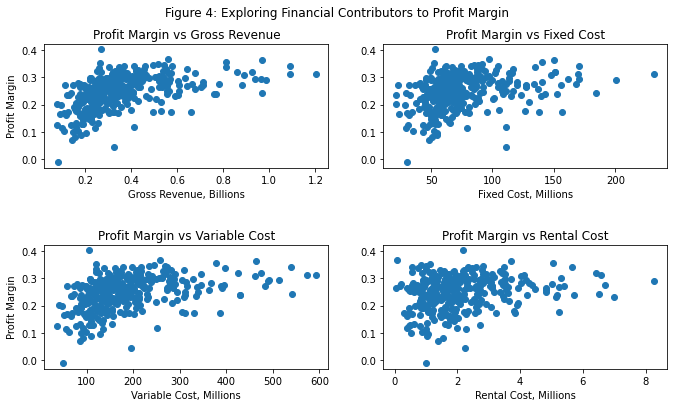 Figure 4: Exploring Financial Contributors to Profit Margin
Profit Margin vs Gross Revenue
Profit Margin
0.4
0.3
0.2
0.1
0.0
0.2 0.4 0.6 0.8 1.0 1.2
Gross Revenue, Billions
Profit Margin vs Fixed Cost
0.4
0.3
0.2
0.1
0.0
50 100 150 200
Fixed Cost, Millions
Profit Margin vs Variable Cost
Profit Margin
0.4
0.3
0.2
0.1
0.0
100 200 300 400 500 600
Variable Cost, Millions
Profit Margin vs Rental Cost
0.4
0.3
0.2
0.1
0.0
0 2 4 6 8
Rental Cost, Millions